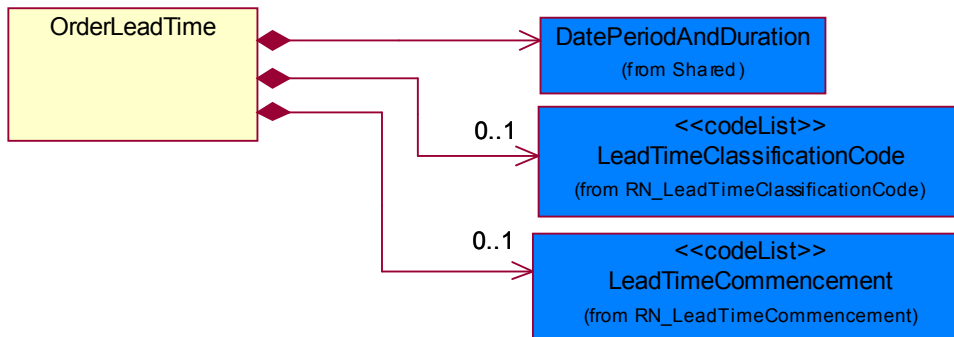 OrderLeadTime
DatePeriodAndDuration
(from Shared)
0..1
<<codeList>>
LeadTimeClassificationCode
(from RN_LeadTimeClassificationCode)
0..1
<<codeList>>
LeadTimeCommencement
(from RN_LeadTimeCommencement)